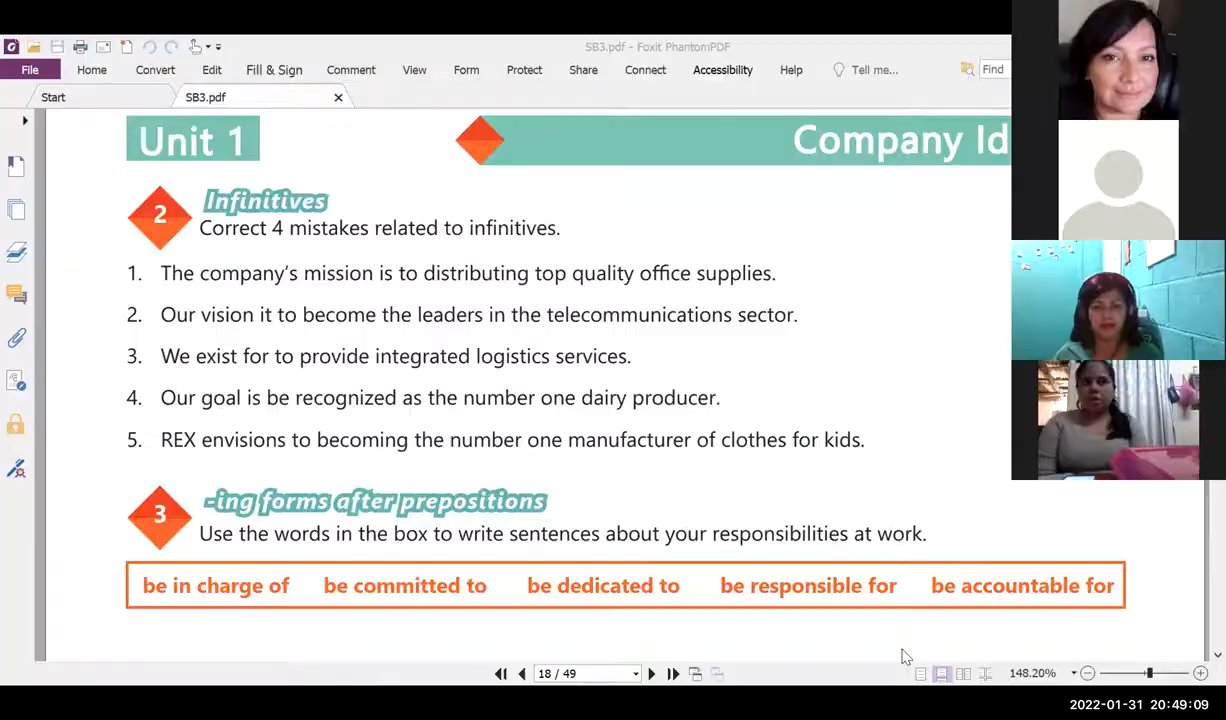 SB3.pdf - Foxit PhantomPDF
File Home Convert Edit Fill & Sign Comment View Form Protect Share Connect Accessibility Help Tell me... Find
Start SB3.pdf
Unit 1 Company Id
2 Infinitives
Correct 4 mistakes related to infinitives.
1. The company's mission is to distributing top quality office supplies.
2. Our vision it to become the leaders in the telecommunications sector.
3. We exist for to provide integrated logistics services.
4. Our goal is be recognized as the number one dairy producer.
5. REX envisions to becoming the number one manufacturer of clothes for kids.
3 -ing forms after prepositions
Use the words in the box to write sentences about your responsibilities at work.
be in charge of be committed to be dedicated to be responsible for be accountable for
18 / 49 148.20%
2022-01-31 20:49:09